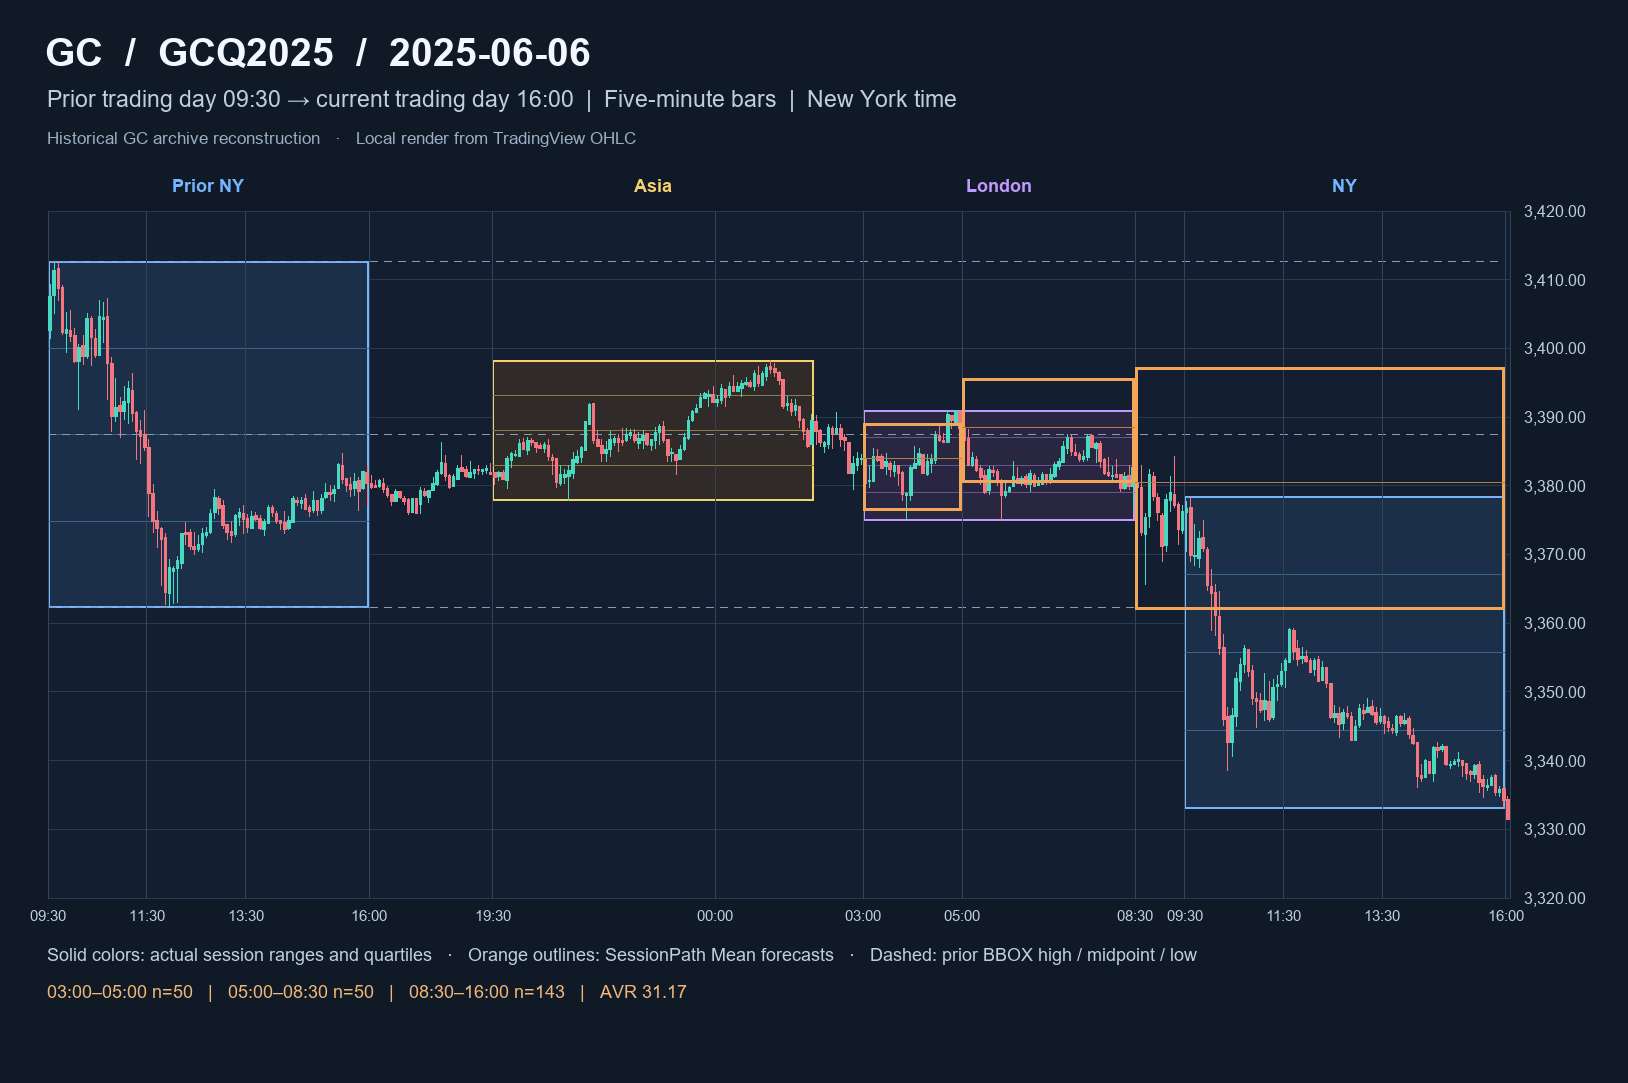 GC / GCQ2025 / 2025-06-06
Prior trading day 09:30 → current trading day 16:00 | Five-minute bars | New York time
Historical GC archive reconstruction · Local render from TradingView OHLC
Prior NY Asia London NY
3,420.00
3,410.00
3,400.00
3,390.00
3,380.00
3,370.00
3,360.00
3,350.00
3,340.00
3,330.00
3,320.00
09:30 11:30 13:30 16:00 19:30 00:00 03:00 05:00 08:30 09:30 11:30 13:30 16:00
Solid colors: actual session ranges and quartiles · Orange outlines: SessionPath Mean forecasts · Dashed: prior BBOX high / midpoint / low
03:00–05:00 n=50 | 05:00–08:30 n=50 | 08:30–16:00 n=143 | AVR 31.17